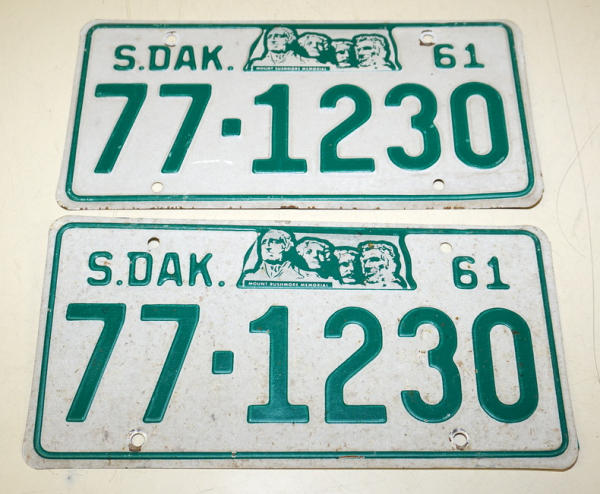 S.DAK. 61
MOUNT RUSHMORE MEMORIAL
77·1230
S.DAK. 61
MOUNT RUSHMORE MEMORIAL
77·1230